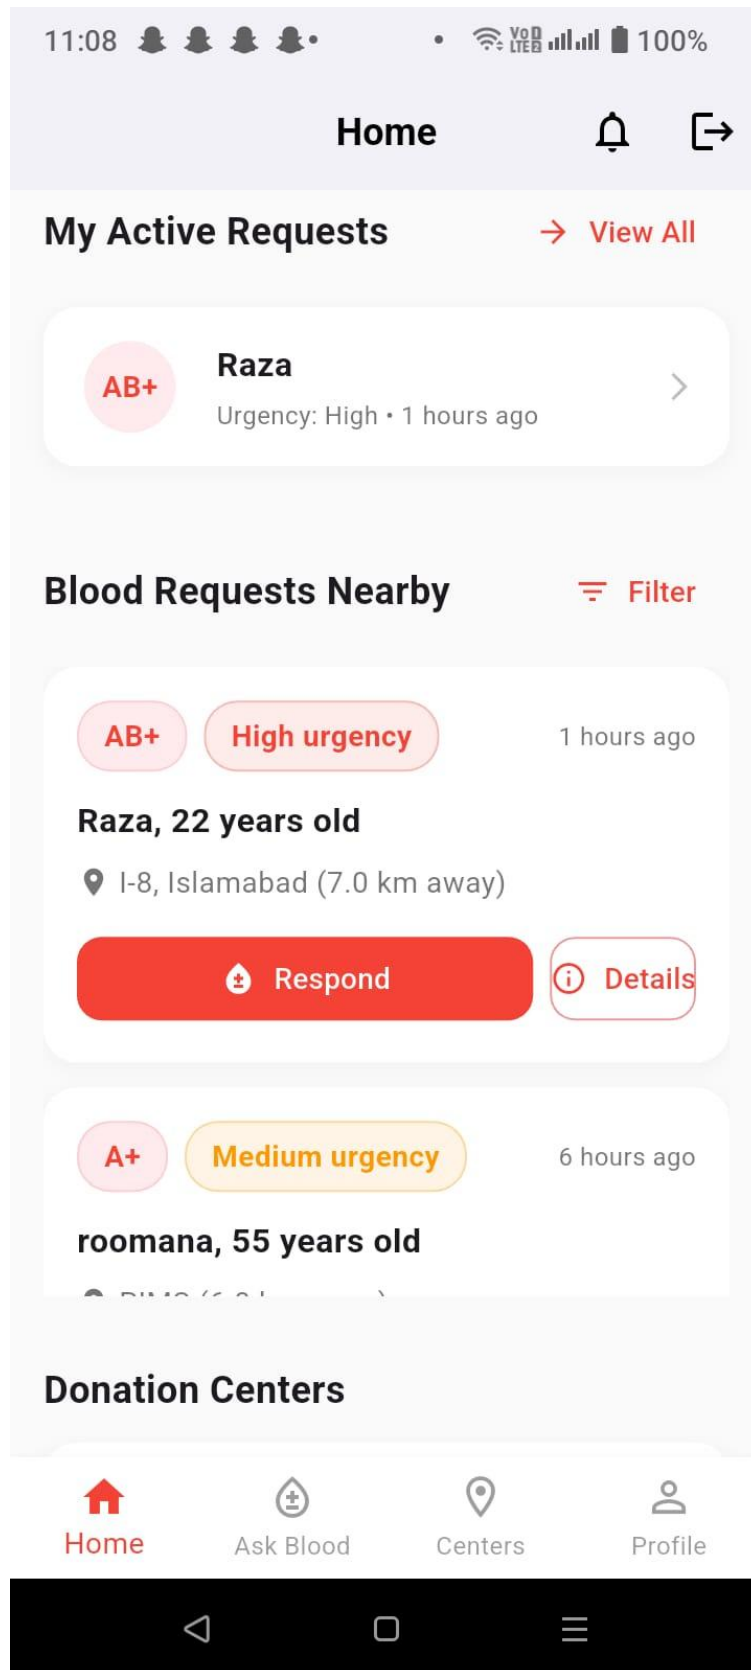 11:08 100%
Vo) LTE2
Home
My Active Requests → View All
AB+
Raza
Urgency: High • 1 hours ago
Blood Requests Nearby Filter
AB+ High urgency 1 hours ago
Raza, 22 years old
I-8, Islamabad (7.0 km away)
Respond Details
A+ Medium urgency 6 hours ago
roomana, 55 years old
Donation Centers
Home Ask Blood Centers Profile